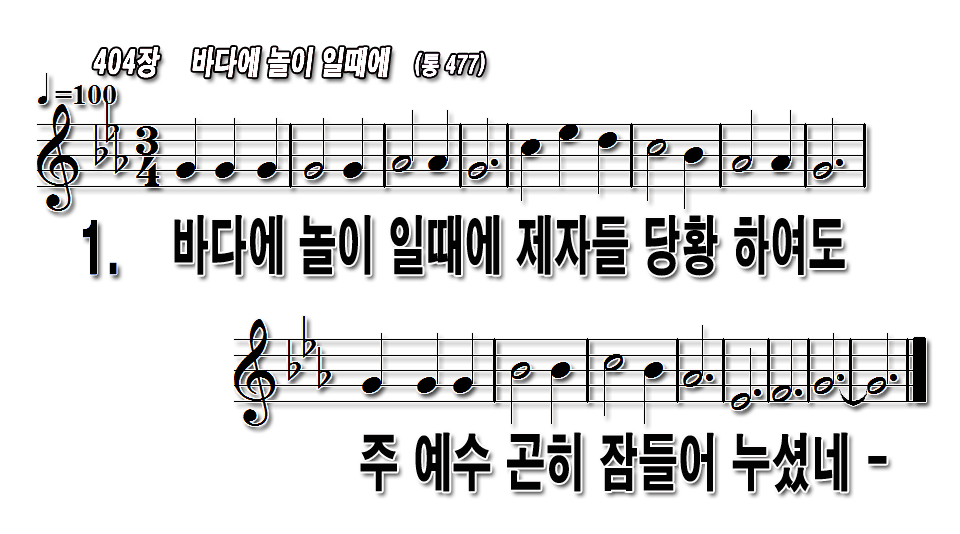 404장 바다에 놀이 일때에 (통 477)
♩=100
3
4
1. 바다에 놀이 일때에 제자들 당황 하여도
주 예수 곤히 잠들어 누셨네 -